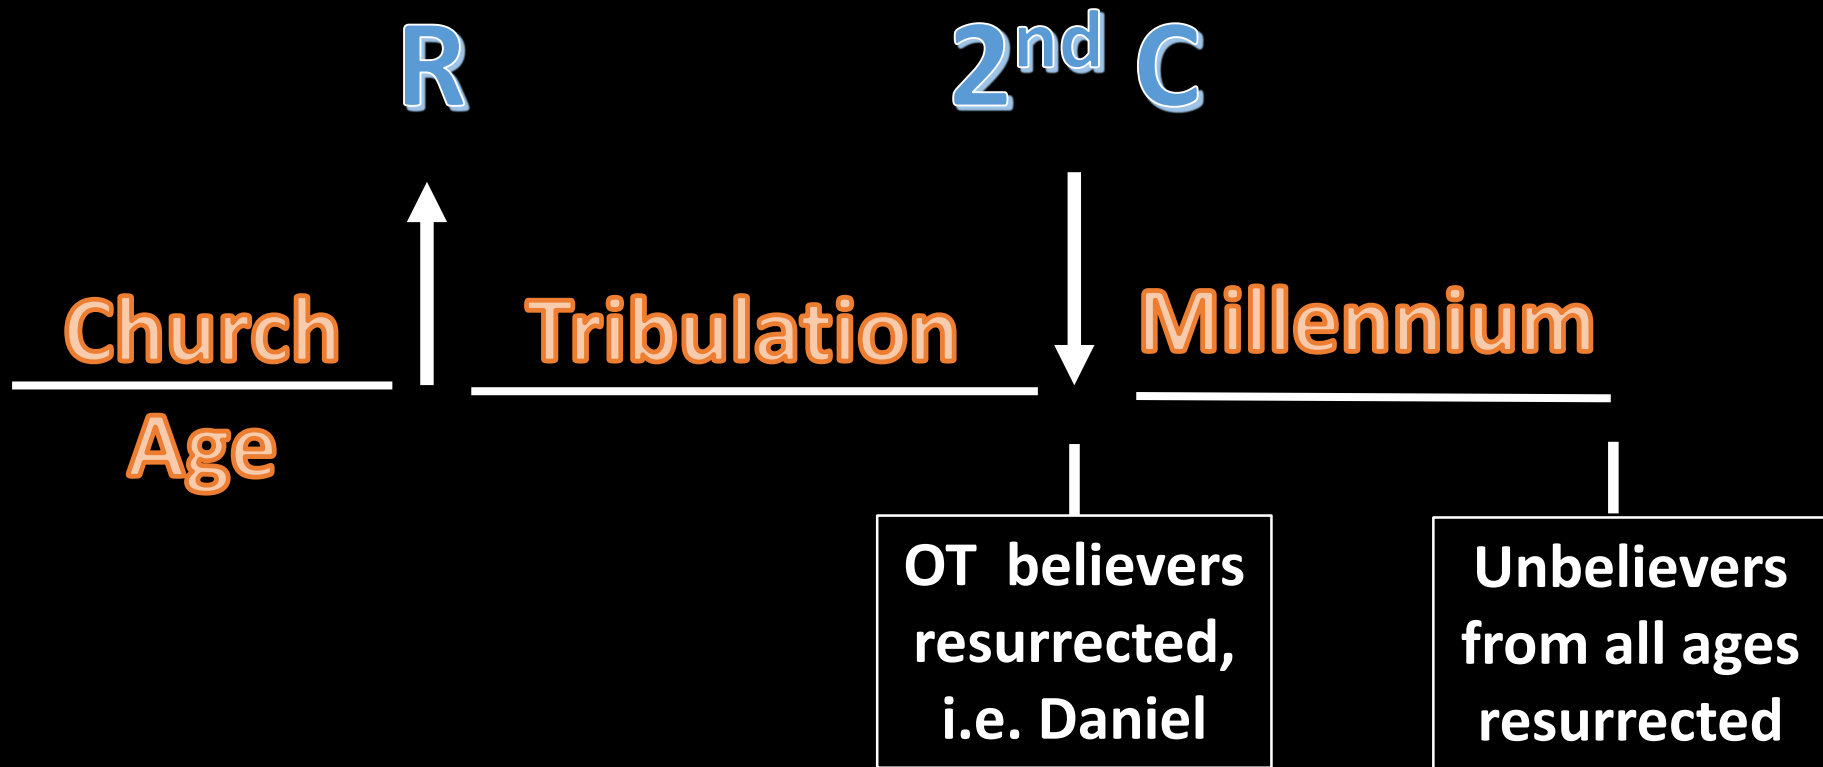 R
2nd C
Church
Age
Tribulation
Millennium
OT believers
resurrected,
i.e. Daniel
Unbelievers
from all ages
resurrected